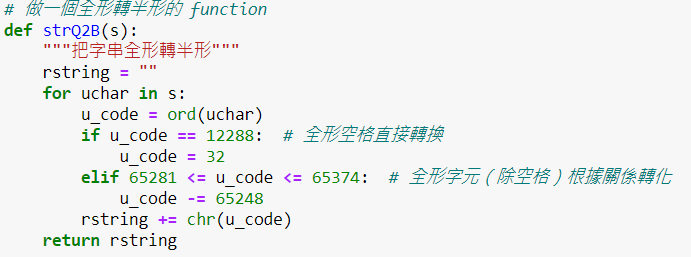 # 做一個全形轉半形的 function
def strQ2B(s):
    """把字串全形轉半形"""
    rstring = ""
    for uchar in s:
        u_code = ord(uchar)
        if u_code == 12288:  # 全形空格直接轉換
            u_code = 32
        elif 65281 <= u_code <= 65374:  # 全形字元（除空格）根據關係轉化
            u_code -= 65248
        rstring += chr(u_code)
    return rstring